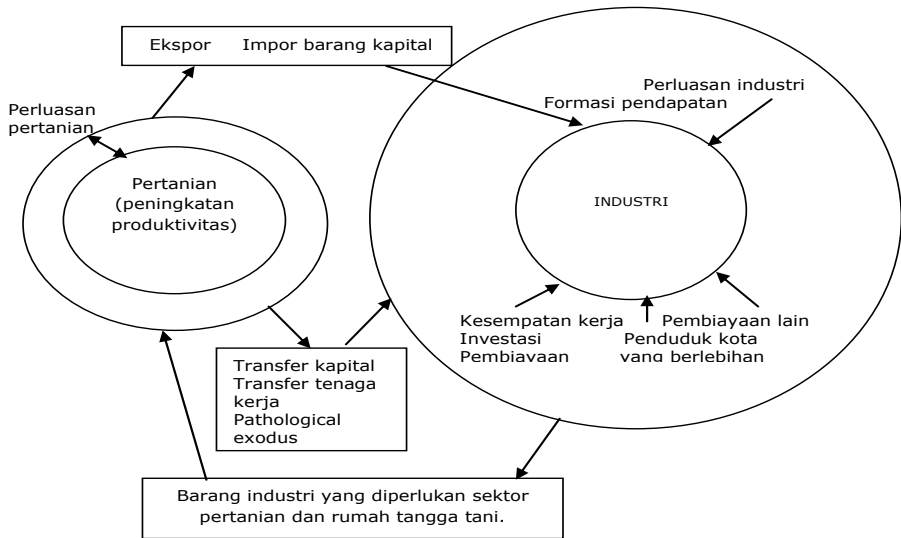 Ekspor Impor barang kapital
Perluasan industri
Formasi pendapatan
Perluasan
pertanian
Pertanian
(peningkatan
produktivitas)
INDUSTRI
Kesempatan kerja
Investasi
Pembiayaan
Pembiayaan lain
Penduduk kota
yang berlebihan
Transfer kapital
Transfer tenaga
kerja
Pathological
exodus
Barang industri yang diperlukan sektor
pertanian dan rumah tangga tani.